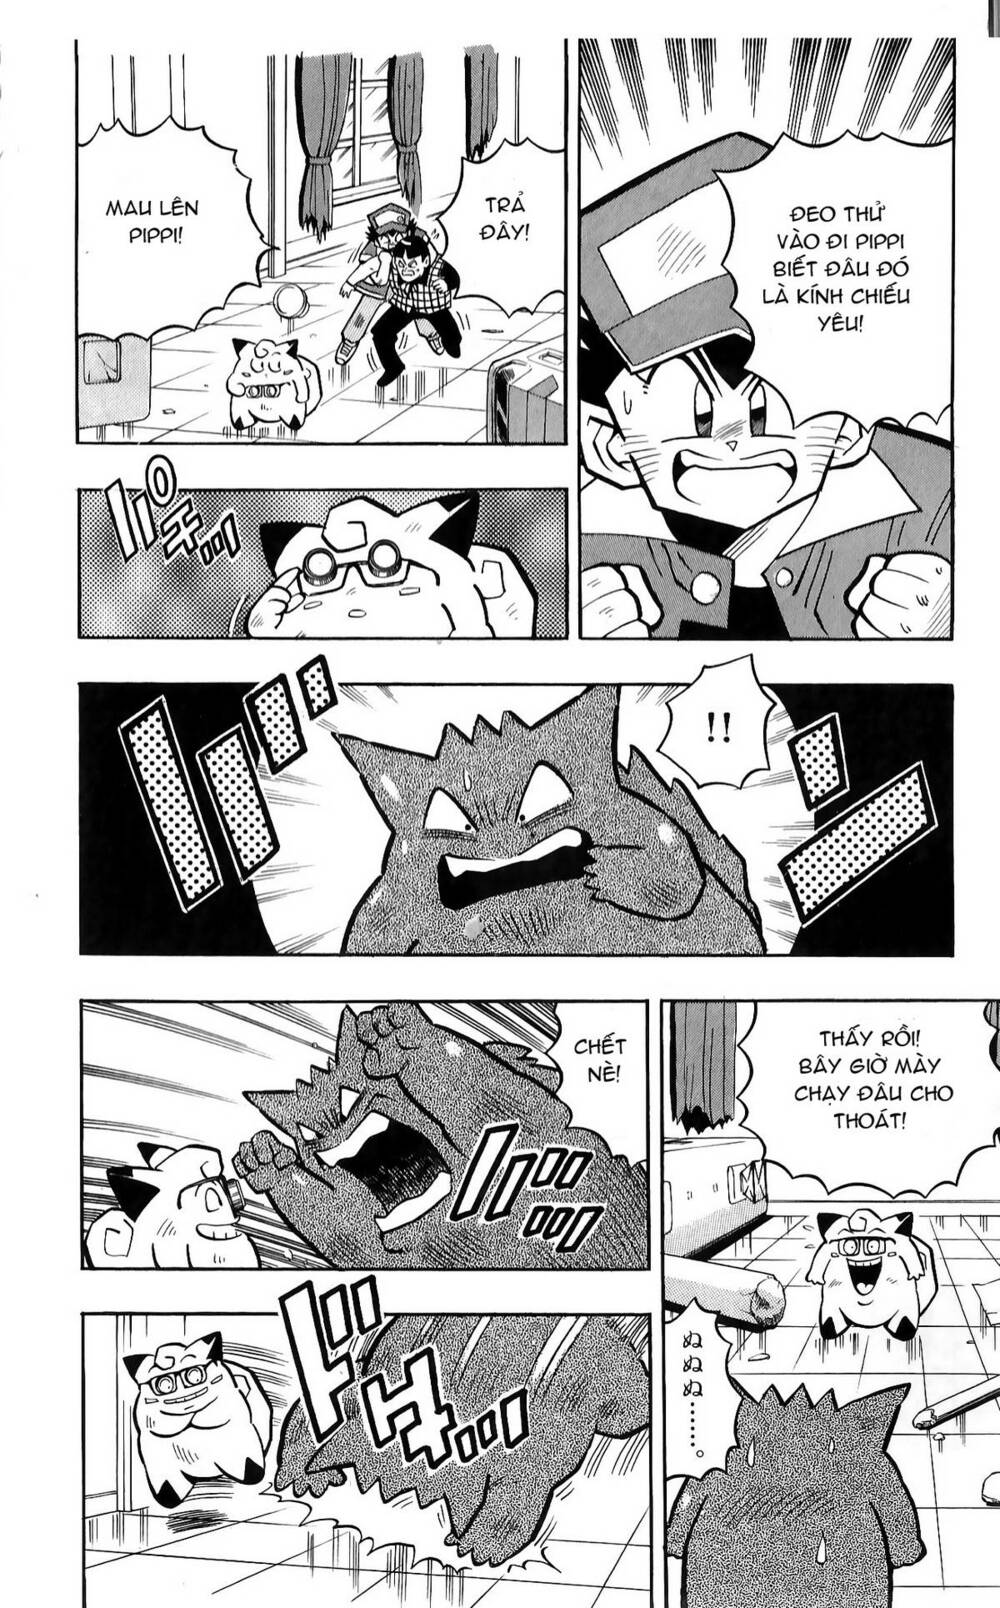 ĐEO THỬ
VÀO ĐI PIPPI
BIẾT ĐÂU ĐÓ
LÀ KÍNH CHIẾU
YÊU!
TRẢ
ĐÂY!
MAU LÊN
PIPPI!
!!
THẤY RỒI!
BÂY GIỜ MÀY
CHẠY ĐÂU CHO
THOÁT!
ぬぬぬ……。
CHẾT
NÈ!